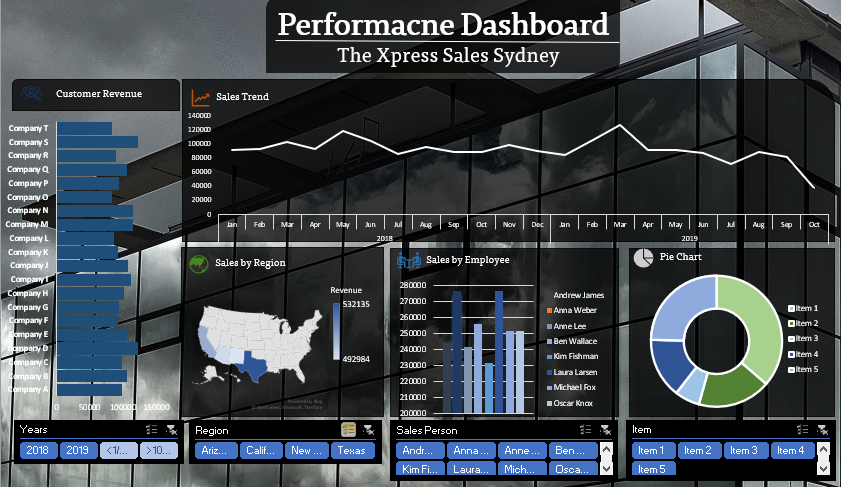 Performacne Dashboard
The Xpress Sales Sydney
Customer Revenue
Company T
Company S
Company R
Company Q
Company P
Company O
Company N
Company M
Company L
Company K
Company J
Company I
Company H
Company G
Company F
Company E
Company D
Company C
Company B
Company A
0 50000 100000 150000
Sales Trend
140000
120000
100000
80000
60000
40000
20000
0
Jan Feb Mar Apr May Jun Jul Aug Sep Oct Nov Dec Jan Feb Mar Apr May Jun Jul Aug Sep Oct
2018 2019
Sales by Region
Revenue
532135
492984
Powered by Bing
© GeoNames, Microsoft, TomTom
Sales by Employee
280000
270000
260000
250000
240000
230000
220000
210000
200000
Andrew James
Anna Weber
Anne Lee
Ben Wallace
Kim Fishman
Laura Larsen
Michael Fox
Oscar Knox
Pie Chart
Item 1
Item 2
Item 3
Item 4
Item 5
Years
2018 2019 <1/... >10...
Region
Ariz... Calif... New ... Texas
Sales Person
Andr... Anna ... Anne ... Ben ...
Kim Fi... Laura... Mich... Osca...
Item
Item 1 Item 2 Item 3 Item 4
Item 5